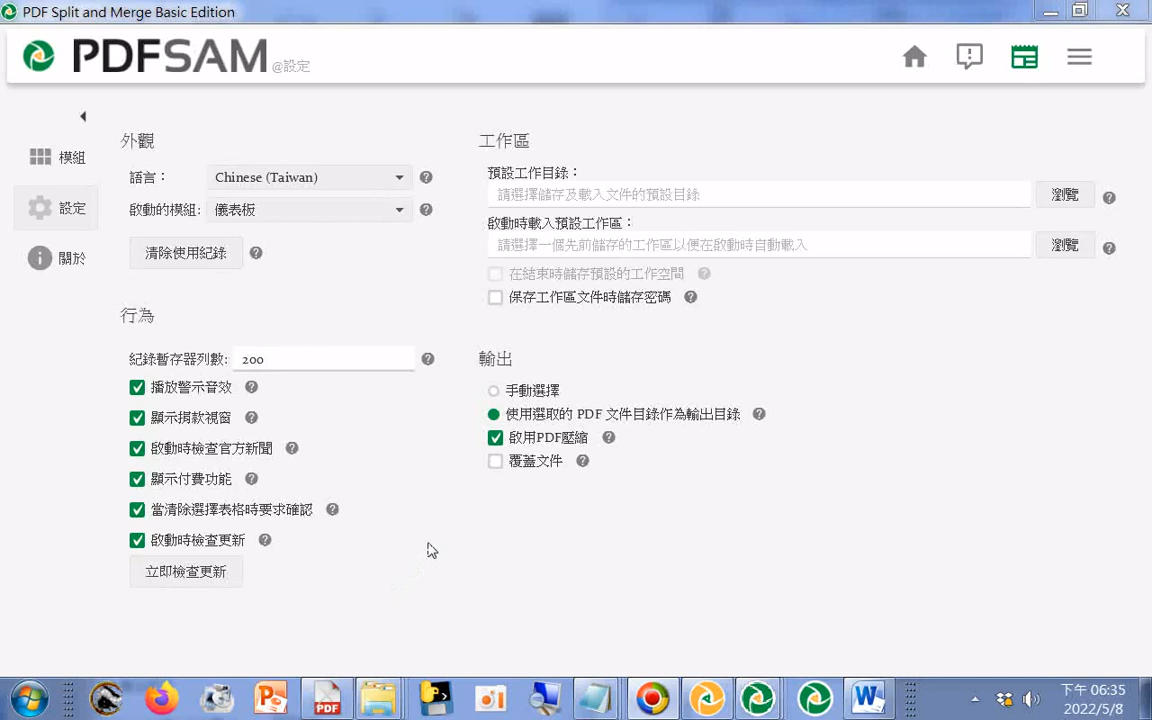 PDF Split and Merge Basic Edition
PDFSAM @設定
模組
設定
關於
外觀
語言：
Chinese (Taiwan)
啟動的模組:
儀表板
清除使用紀錄
行為
紀錄暫存器列數:
200
播放警示音效
顯示捐款視窗
啟動時檢查官方新聞
顯示付費功能
當清除選擇表格時要求確認
啟動時檢查更新
立即檢查更新
工作區
預設工作目錄：
請選擇儲存及載入文件的預設目錄
瀏覽
啟動時載入預設工作區：
請選擇一個先前儲存的工作區以便在啟動時自動載入
瀏覽
在結束時儲存預設的工作空間
保存工作區文件時儲存密碼
輸出
手動選擇
使用選取的 PDF 文件目錄作為輸出目錄
啟用PDF壓縮
覆蓋文件
PDF
下午 06:35
2022/5/8